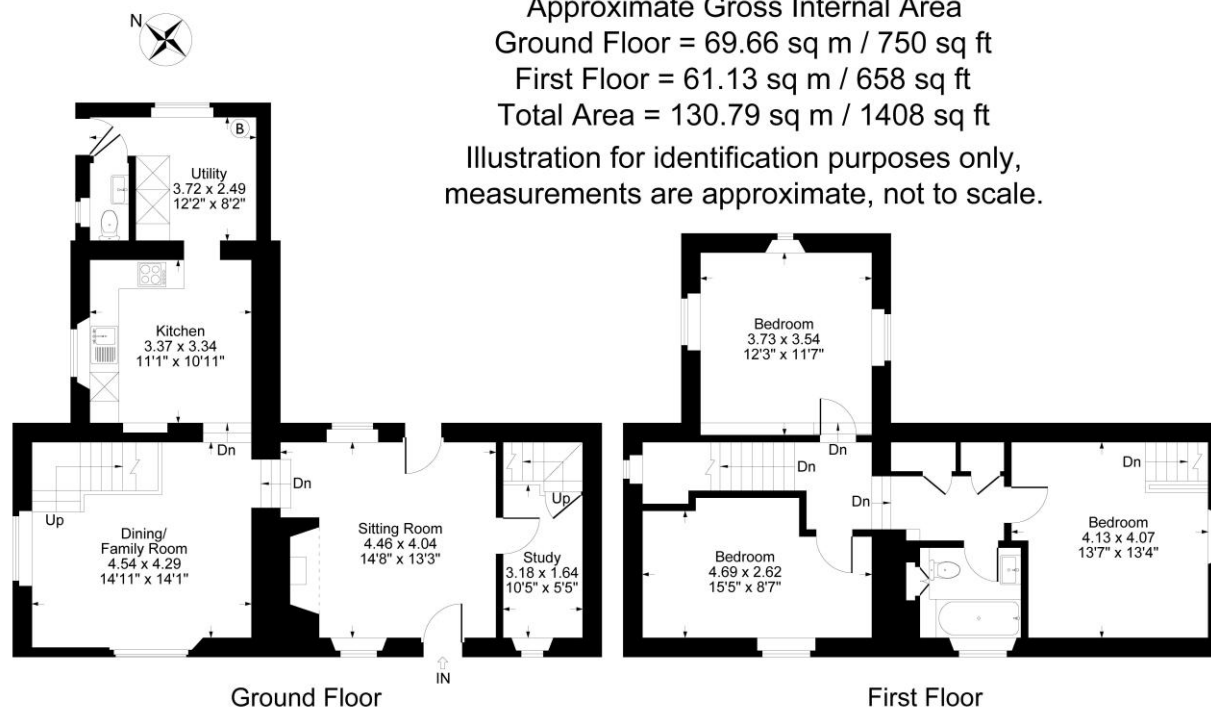 Approximate Gross Internal Area
Ground Floor = 69.66 sq m / 750 sq ft
First Floor = 61.13 sq m / 658 sq ft
Total Area = 130.79 sq m / 1408 sq ft
Illustration for identification purposes only,
measurements are approximate, not to scale.
N
B
Utility
3.72 x 2.49
12'2" x 8'2"
Kitchen
3.37 x 3.34
11'1" x 10'11"
Dn
Dn
Up
Dining/
Family Room
4.54 x 4.29
14'11" x 14'1"
Sitting Room
4.46 x 4.04
14'8" x 13'3"
Up
Study
3.18 x 1.64
10'5" x 5'5"
IN
Ground Floor
Bedroom
3.73 x 3.54
12'3" x 11'7"
Dn
Dn
Dn
Dn
Bedroom
4.69 x 2.62
15'5" x 8'7"
Bedroom
4.13 x 4.07
13'7" x 13'4"
First Floor